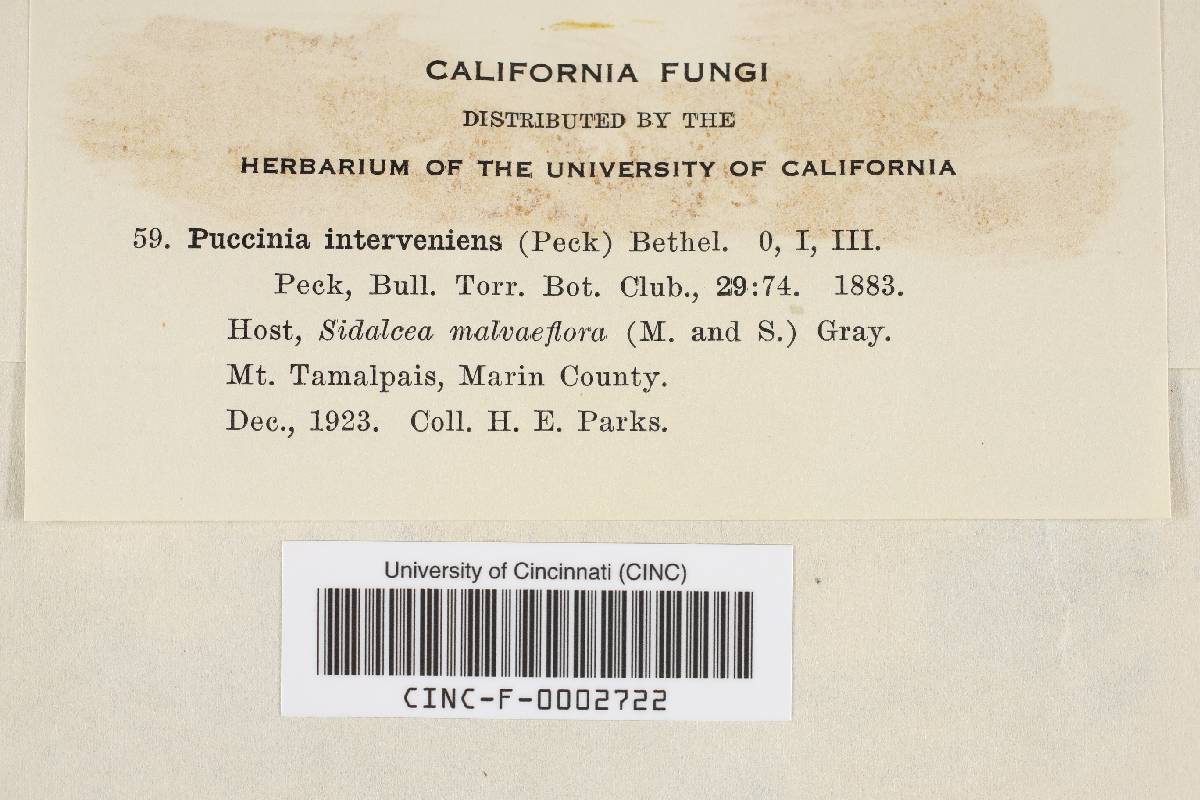 CALIFORNIA FUNGI
DISTRIBUTED BY THE
HERBARIUM OF THE UNIVERSITY OF CALIFORNIA
59. Puccinia interveniens (Peck) Bethel. 0, I, III.
Peck, Bull. Torr. Bot. Club., 29:74. 1883.
Host, Sidalcea malvaeflora (M. and S.) Gray.
Mt. Tamalpais, Marin County.
Dec., 1923. Coll. H. E. Parks.
University of Cincinnati (CINC)
CINC-F-0002722